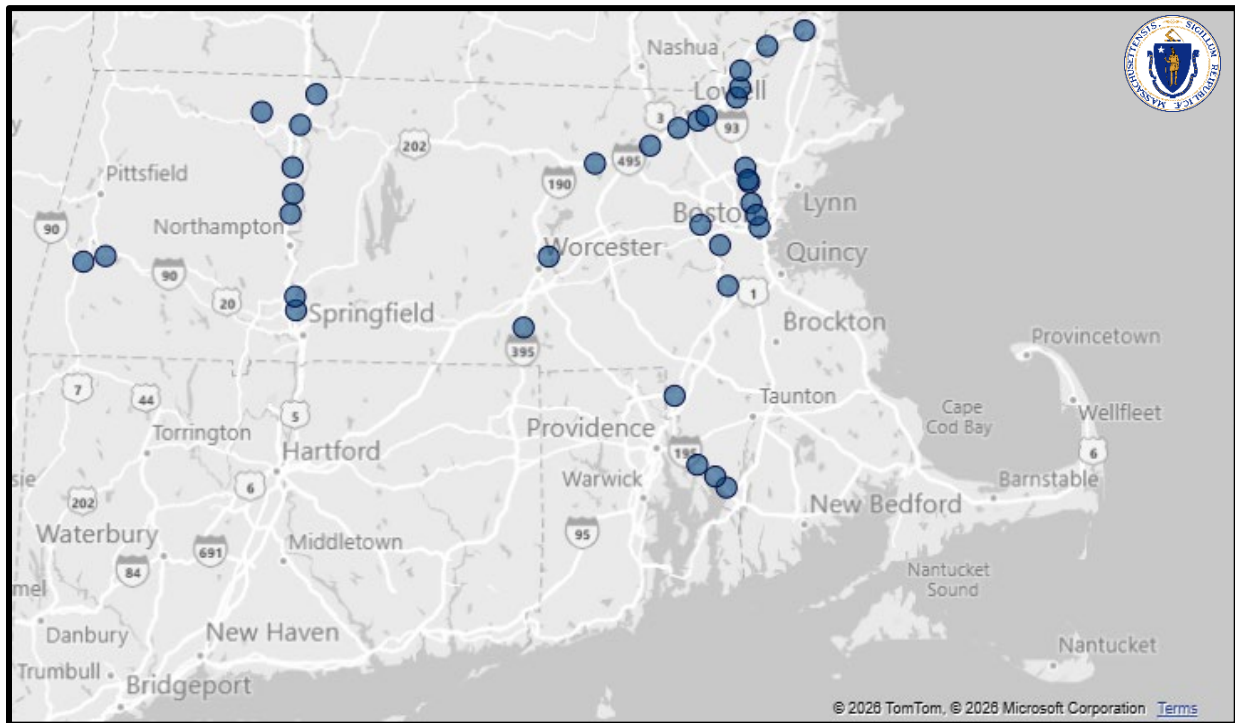 Nashua
MASSACHUSETTENSIS. SIGILLUM REIPUBLICÆ
Lowell
3
93
202
495
190
Pittsfield
Lynn
Boston
90
Northampton
Worcester
Quincy
90
20
1
Springfield
Brockton
395
Provincetown
7
44
Taunton
Cape
Cod Bay
Wellfleet
5
Torrington
Providence
Hartford
195
6
6
Warwick
Barnstable
202
New Bedford
Waterbury
691
Middletown
95
84
Nantucket
Sound
Danbury
New Haven
Nantucket
Trumbull
Bridgeport
© 2026 TomTom, © 2026 Microsoft Corporation Terms